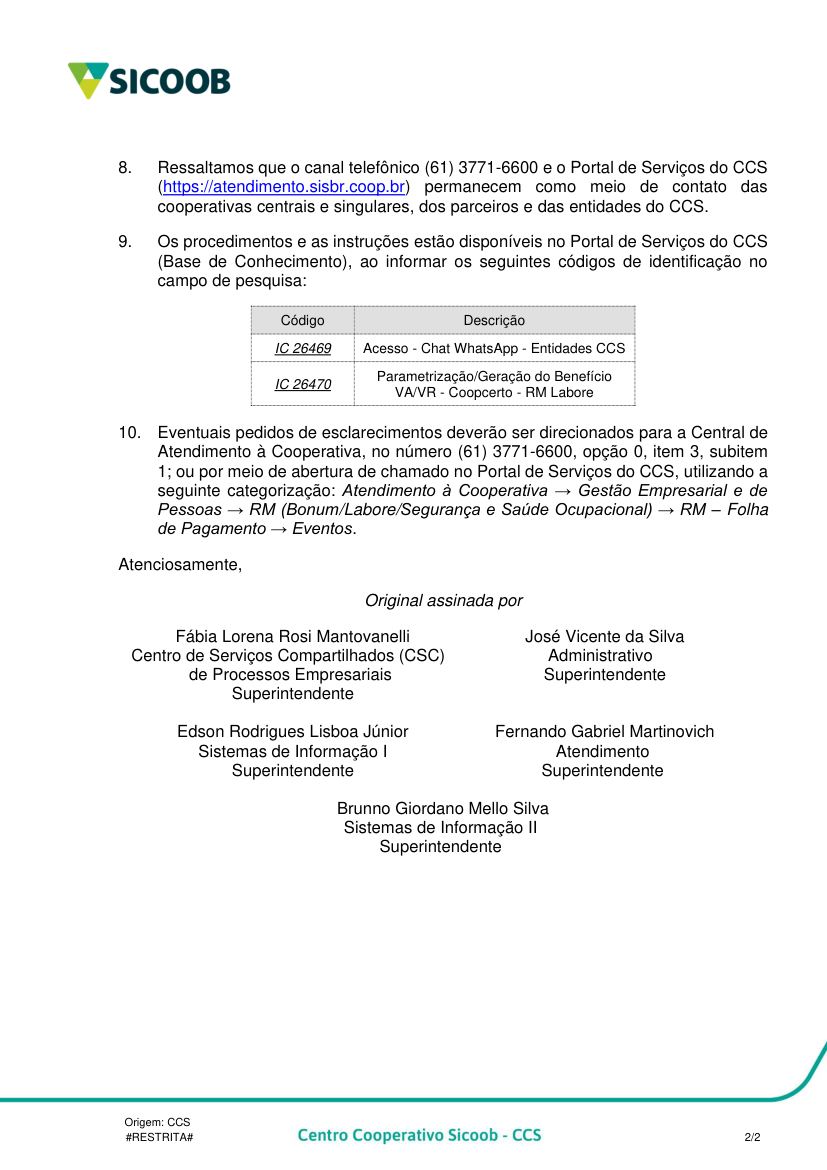 SICOOB
8. Ressaltamos que o canal telefônico (61) 3771-6600 e o Portal de Serviços do CCS
(https://atendimento.sisbr.coop.br) permanecem como meio de contato das
cooperativas centrais e singulares, dos parceiros e das entidades do CCS.
9. Os procedimentos e as instruções estão disponíveis no Portal de Serviços do CCS
(Base de Conhecimento), ao informar os seguintes códigos de identificação no
campo de pesquisa:
Código Descrição
IC 26469 Acesso - Chat WhatsApp - Entidades CCS
IC 26470 Parametrização/Geração do Benefício
VA/VR - Coopcerto - RM Labore
10. Eventuais pedidos de esclarecimentos deverão ser direcionados para a Central de
Atendimento à Cooperativa, no número (61) 3771-6600, opção 0, item 3, subitem
1; ou por meio de abertura de chamado no Portal de Serviços do CCS, utilizando a
seguinte categorização: Atendimento à Cooperativa → Gestão Empresarial e de
Pessoas → RM (Bonum/Labore/Segurança e Saúde Ocupacional) → RM – Folha
de Pagamento → Eventos.
Atenciosamente,
Original assinada por
Fábia Lorena Rosi Mantovanelli
Centro de Serviços Compartilhados (CSC)
de Processos Empresariais
Superintendente
José Vicente da Silva
Administrativo
Superintendente
Edson Rodrigues Lisboa Júnior
Sistemas de Informação I
Superintendente
Fernando Gabriel Martinovich
Atendimento
Superintendente
Brunno Giordano Mello Silva
Sistemas de Informação II
Superintendente
Origem: CCS
#RESTRITA#
Centro Cooperativo Sicoob - CCS
2/2